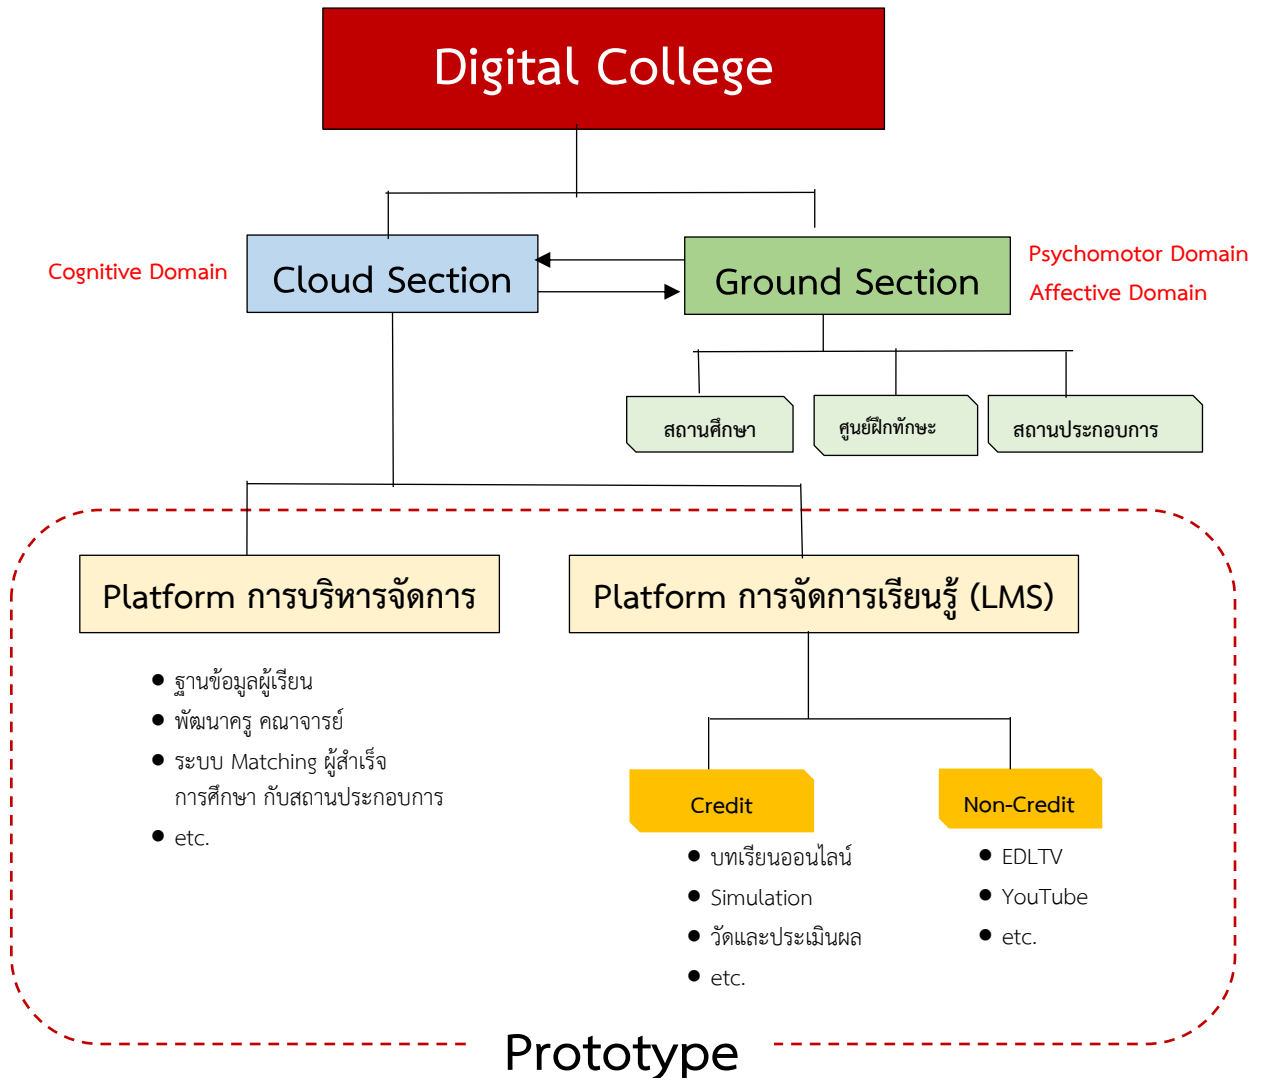 Digital College
Cognitive Domain
Cloud Section
Ground Section
Psychomotor Domain
Affective Domain
สถานศึกษา
ศูนย์ฝึกทักษะ
สถานประกอบการ
Platform การบริหารจัดการ
● ฐานข้อมูลผู้เรียน
● พัฒนาครู คณาจารย์
● ระบบ Matching ผู้สำเร็จ
การศึกษา กับสถานประกอบการ
● etc.
Platform การจัดการเรียนรู้ (LMS)
Credit
● บทเรียนออนไลน์
● Simulation
● วัดและประเมินผล
● etc.
Non-Credit
● EDLTV
● YouTube
● etc.
Prototype